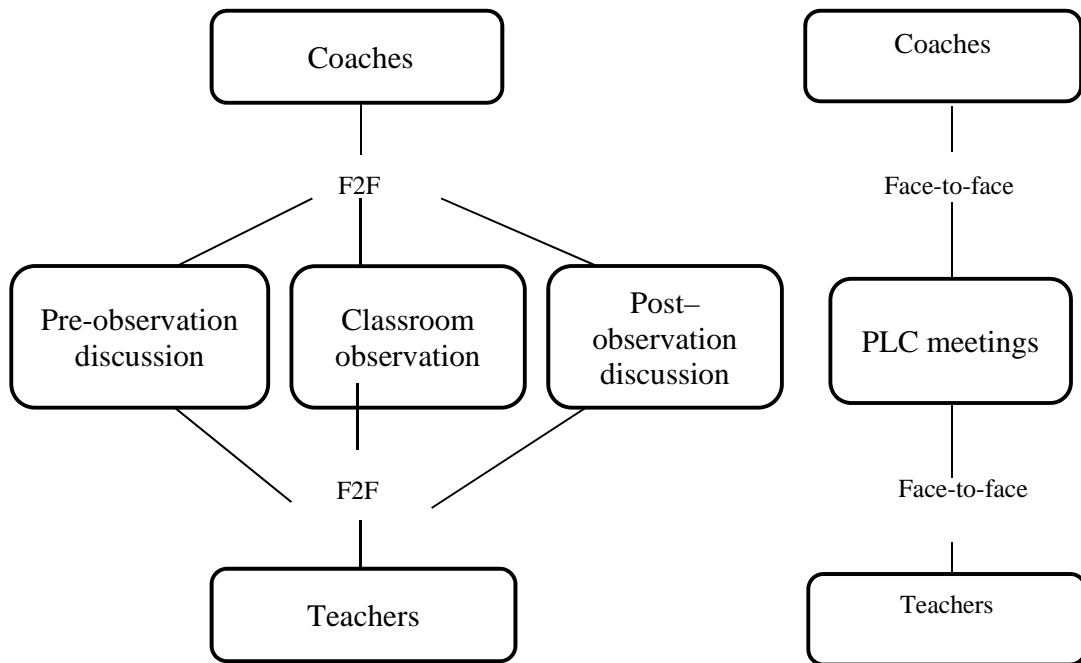 Coaches
F2F
Pre-observation
discussion
Classroom
observation
Post–
observation
discussion
F2F
Teachers
Coaches
Face-to-face
PLC meetings
Face-to-face
Teachers